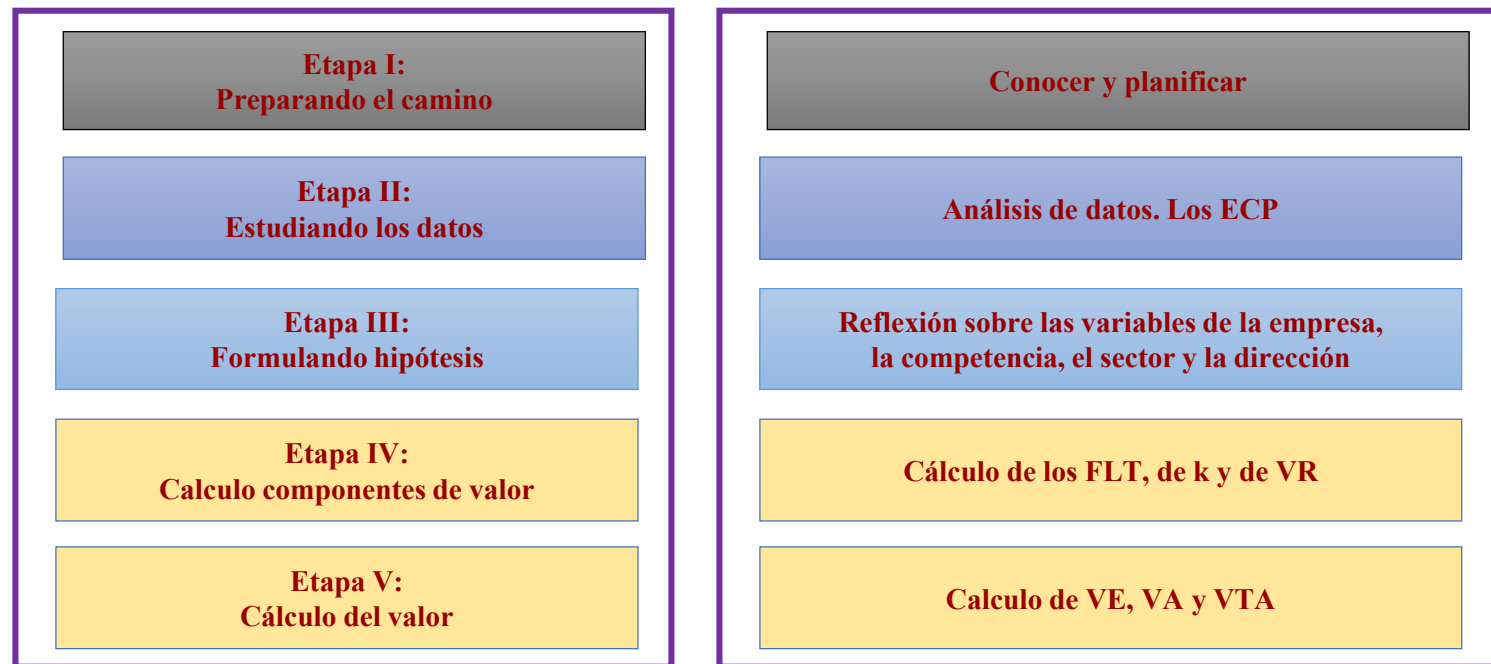 Etapa I:
Preparando el camino
Conocer y planificar
Etapa II:
Estudiando los datos
Análisis de datos. Los ECP
Etapa III:
Formulando hipótesis
Reflexión sobre las variables de la empresa,
la competencia, el sector y la dirección
Etapa IV:
Calculo componentes de valor
Cálculo de los FLT, de k y de VR
Etapa V:
Cálculo del valor
Calculo de VE, VA y VTA